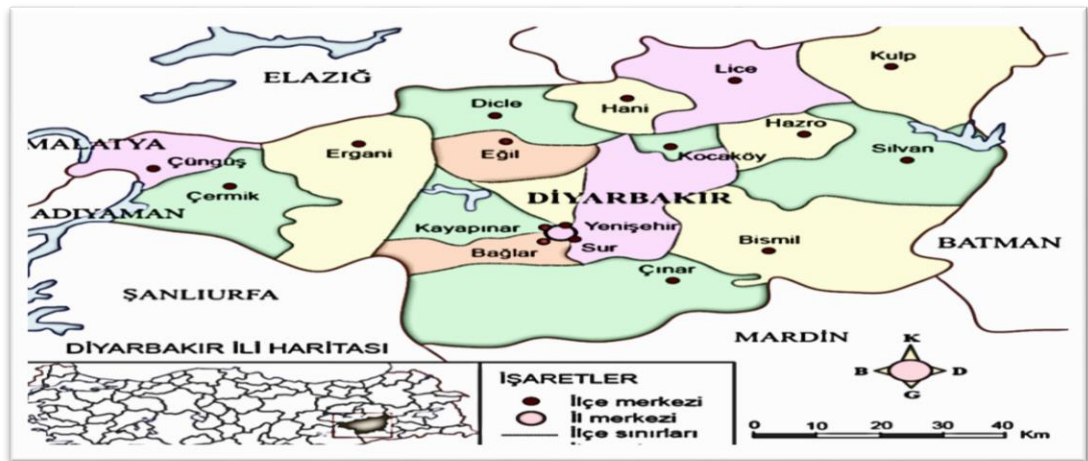 ELAZIĞ
Kulp
Lice
Dicle
Hani
Hazro
MALATYA
Çüngüş
Ergani
Eğil
Kocaköy
Silvan
Çermik
DİYARBAKIR
ADIYAMAN
Kayapınar
Yenişehir
Bağlar
Sur
Bismil
BATMAN
Çınar
ŞANLIURFA
MARDİN
DİYARBAKIR İLİ HARİTASI
K
B D
G
İŞARETLER
İlçe merkezi
İl merkezi
İlçe sınırları
0 10 20 30 40
Km